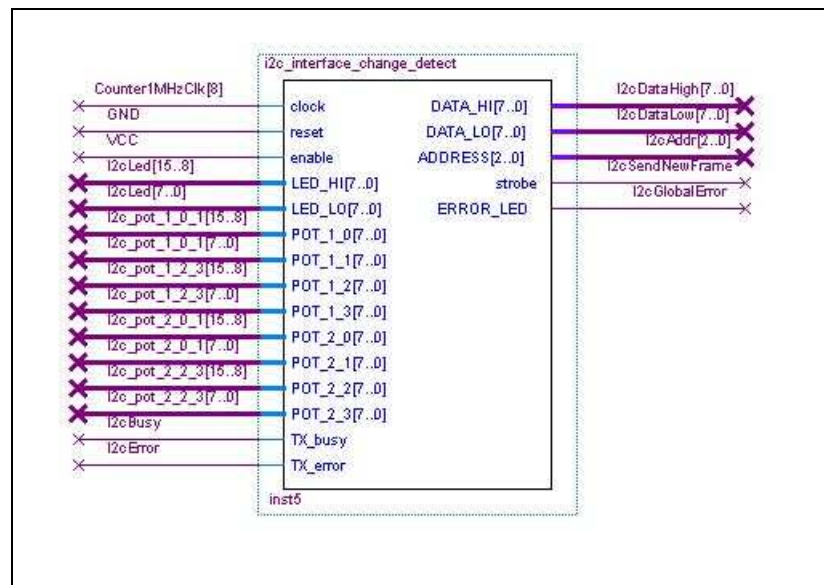 i2c_interface_change_detect
Counter1MHzClk[8]
clock
GND
reset
VCC
enable
I2cLed[15..8]
LED_HI[7..0]
I2cLed[7..0]
LED_LO[7..0]
I2c_pot_1_0_1[15..8]
POT_1_0[7..0]
I2c_pot_1_0_1[7..0]
POT_1_1[7..0]
I2c_pot_1_2_3[15..8]
POT_1_2[7..0]
I2c_pot_1_2_3[7..0]
POT_1_3[7..0]
I2c_pot_2_0_1[15..8]
POT_2_0[7..0]
I2c_pot_2_0_1[7..0]
POT_2_1[7..0]
I2c_pot_2_2_3[15..8]
POT_2_2[7..0]
I2c_pot_2_2_3[7..0]
POT_2_3[7..0]
I2cBusy
TX_busy
I2cError
TX_error
I2cDataHigh[7..0]
DATA_HI[7..0]
I2cDataLow[7..0]
DATA_LO[7..0]
I2cAddr[2..0]
ADDRESS[2..0]
I2cSendNewFrame
strobe
I2cGlobalError
ERROR_LED
inst5